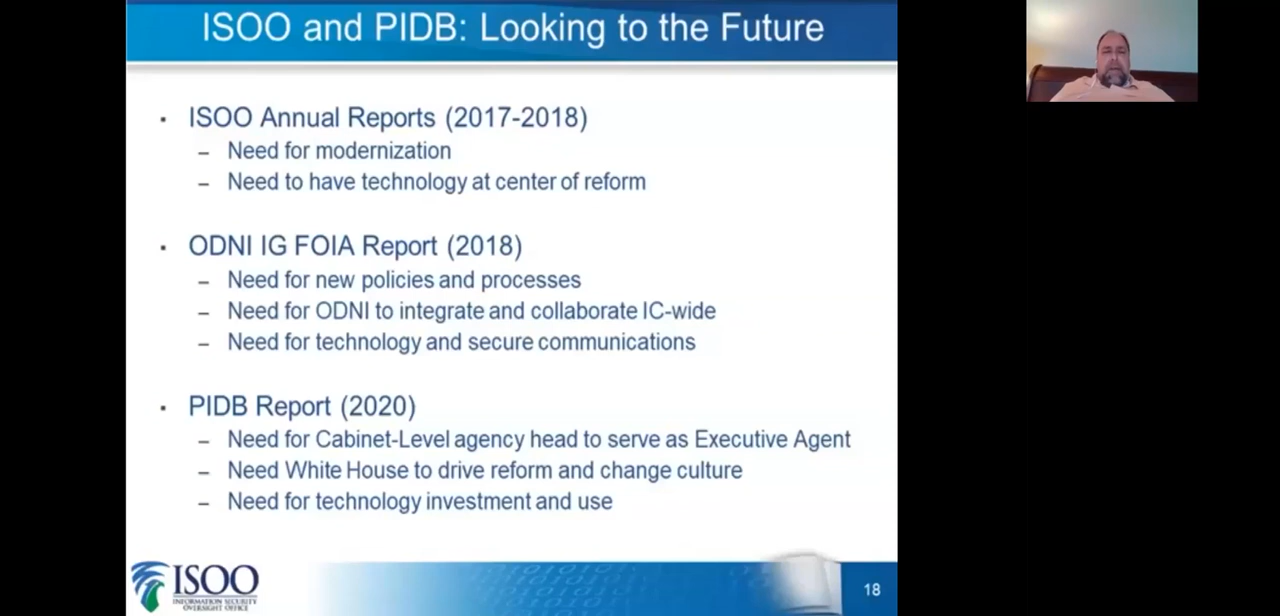 ISOO and PIDB: Looking to the Future
· ISOO Annual Reports (2017-2018)
– Need for modernization
– Need to have technology at center of reform
· ODNI IG FOIA Report (2018)
– Need for new policies and processes
– Need for ODNI to integrate and collaborate IC-wide
– Need for technology and secure communications
· PIDB Report (2020)
– Need for Cabinet-Level agency head to serve as Executive Agent
– Need White House to drive reform and change culture
– Need for technology investment and use
ISOO
INFORMATION SECURITY
OVERSIGHT OFFICE
18